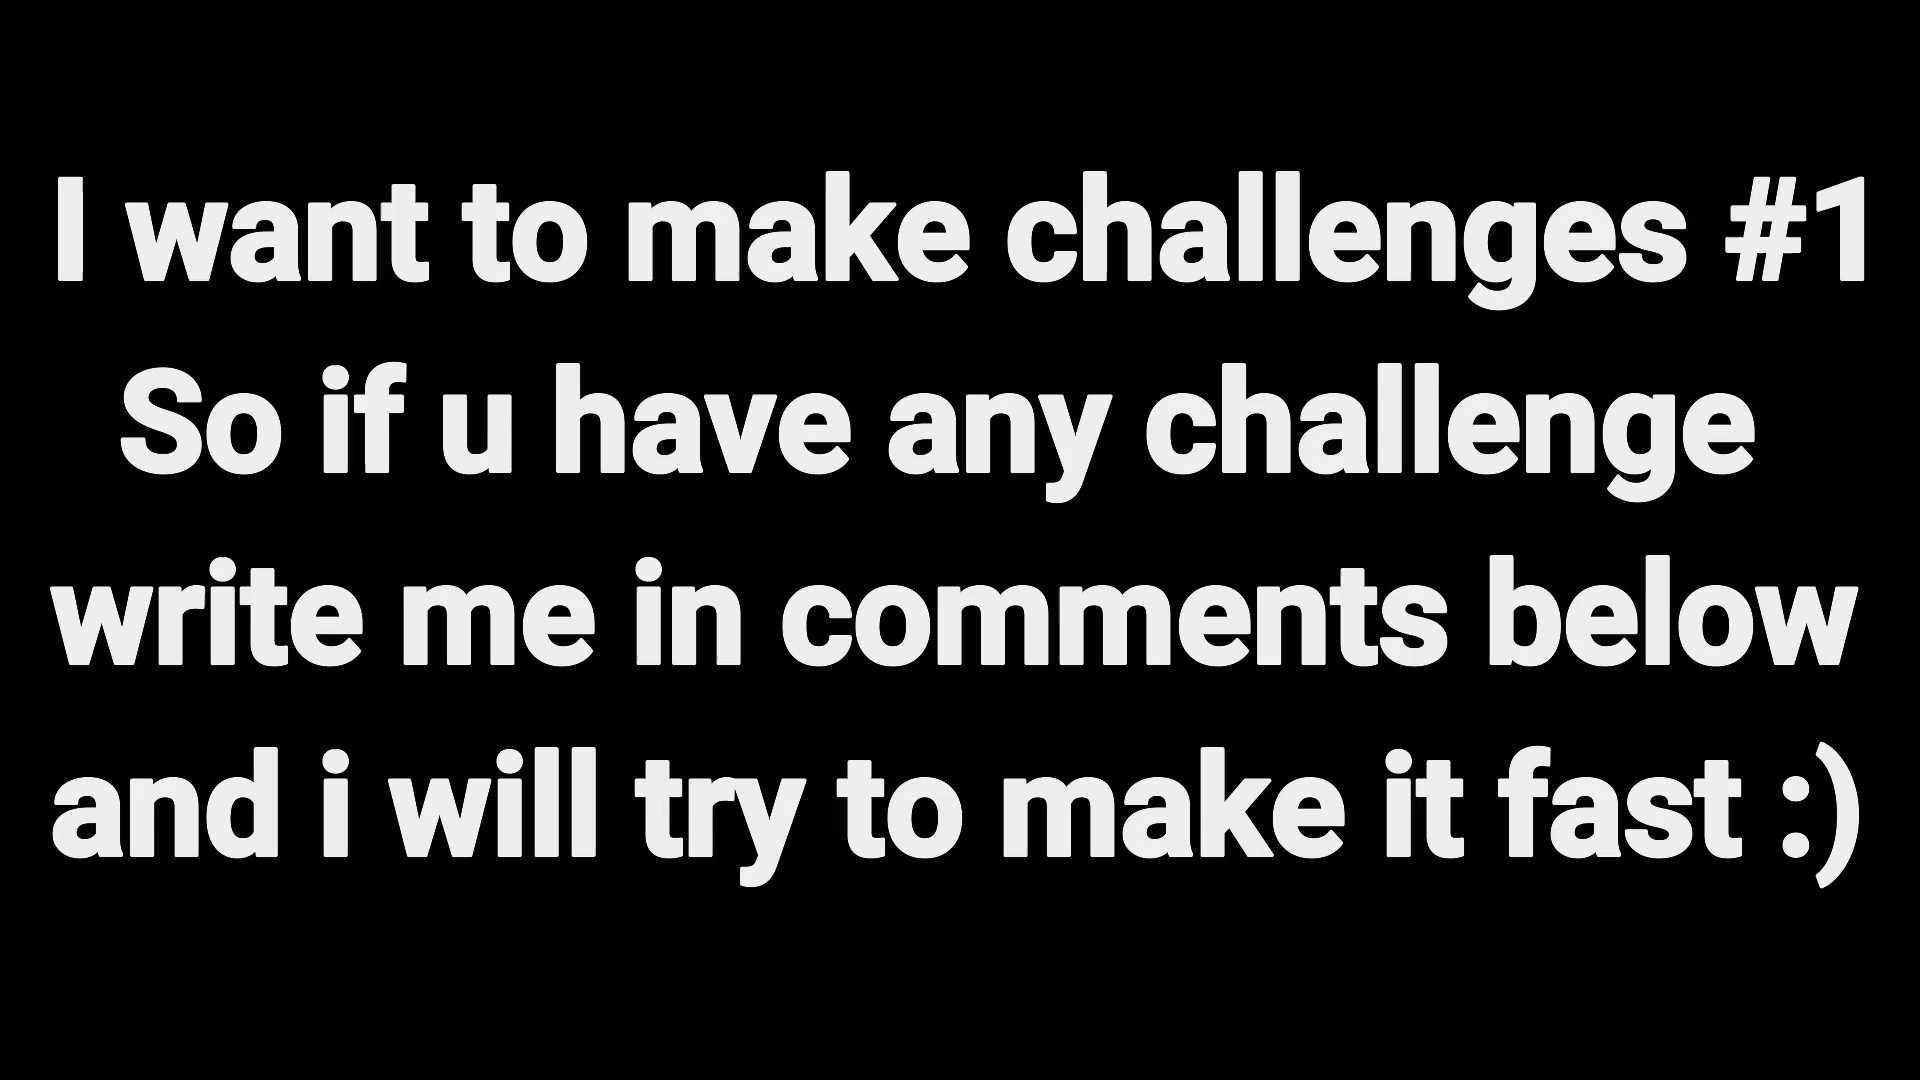 I want to make challenges #1
So if u have any challenge
write me in comments below
and i will try to make it fast :)